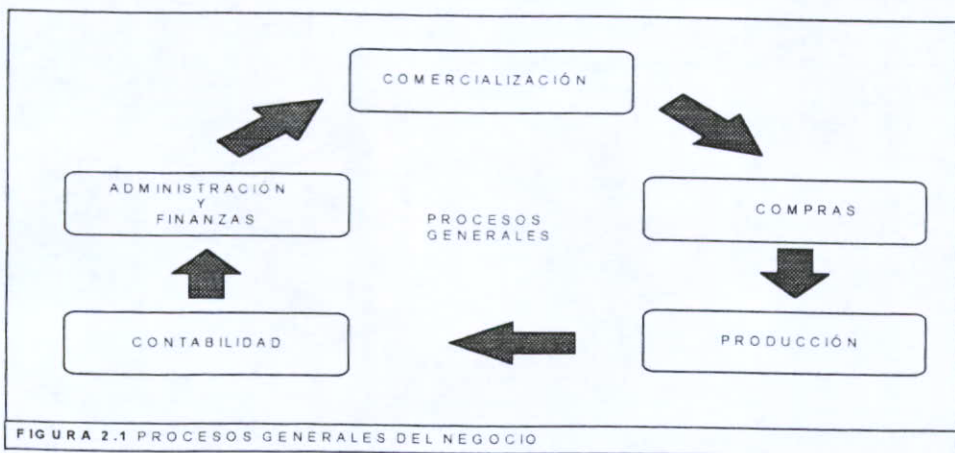 COMERCIALIZACIÓN
ADMINISTRACIÓN
Y
FINANZAS
PROCESOS
GENERALES
COMPRAS
CONTABILIDAD
PRODUCCIÓN
FIGURA 2.1 PROCESOS GENERALES DEL NEGOCIO